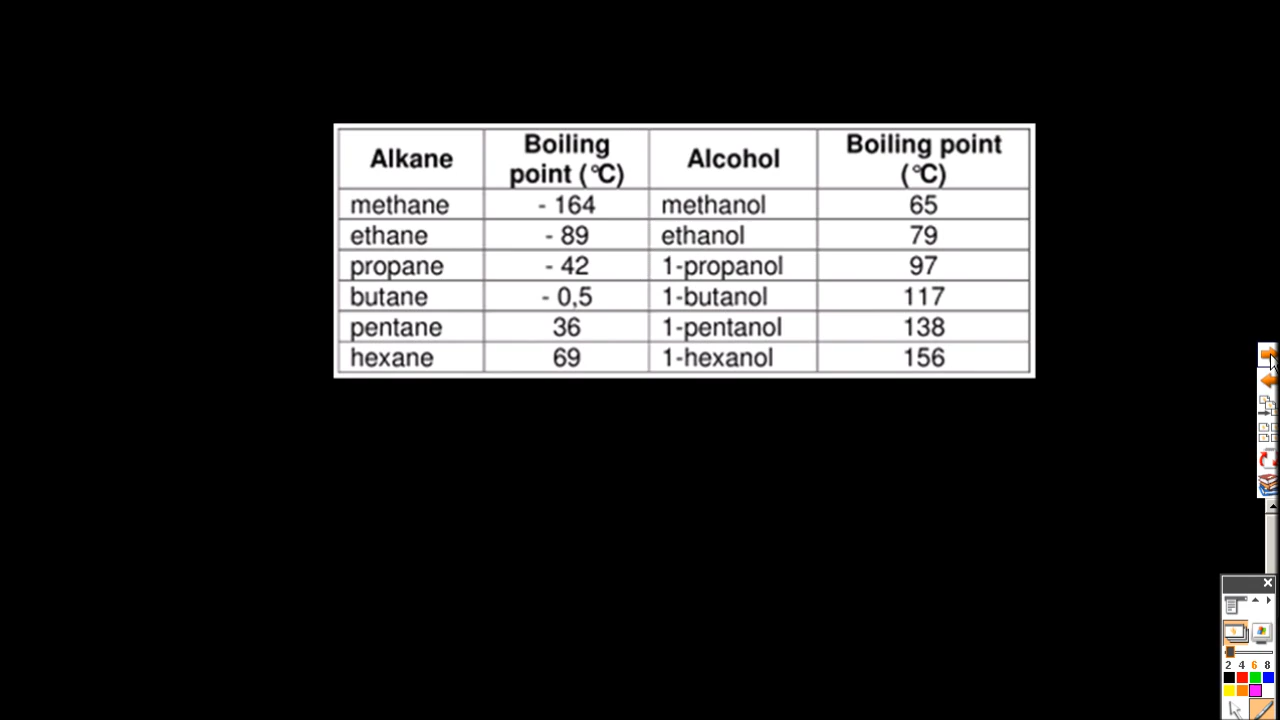 Alkane Boiling point (°C) Alcohol Boiling point (°C)
methane - 164 methanol 65
ethane - 89 ethanol 79
propane - 42 1-propanol 97
butane - 0,5 1-butanol 117
pentane 36 1-pentanol 138
hexane 69 1-hexanol 156
2 4 6 8